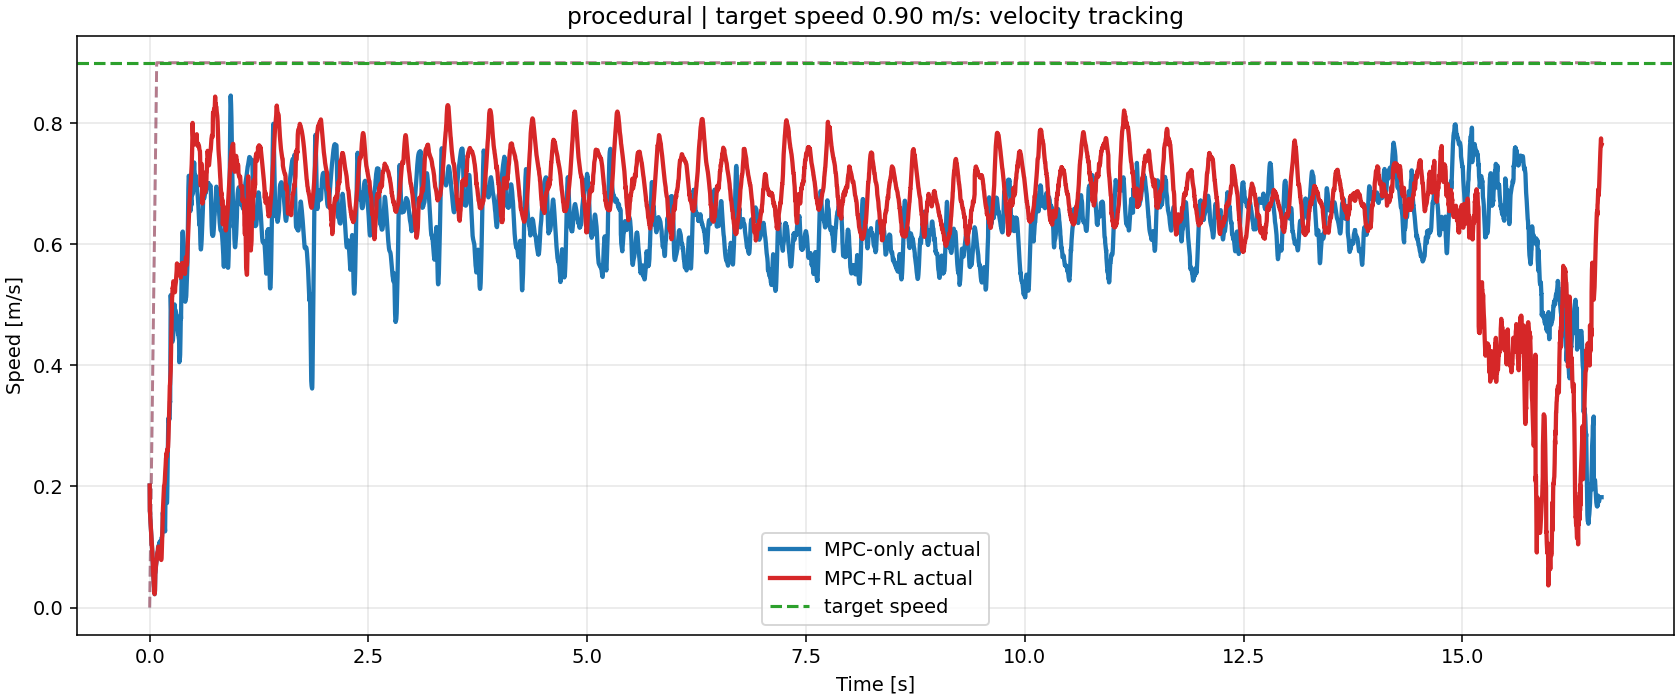 procedural | target speed 0.90 m/s: velocity tracking
Speed [m/s]
0.8
0.6
0.4
0.2
0.0
MPC-only actual
MPC+RL actual
target speed
0.0 2.5 5.0 7.5 10.0 12.5 15.0
Time [s]